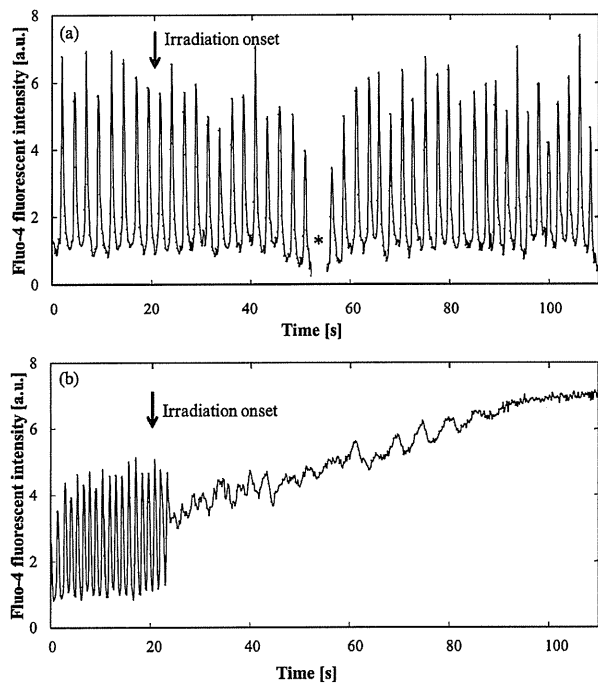 (a)
Irradiation onset
Fluo-4 fluorescent intensity [a.u.]
8
6
4
2
0
*
0 20 40 60 80 100
Time [s]
(b)
Irradiation onset
Fluo-4 fluorescent intensity [a.u.]
8
6
4
2
0
0 20 40 60 80 100
Time [s]